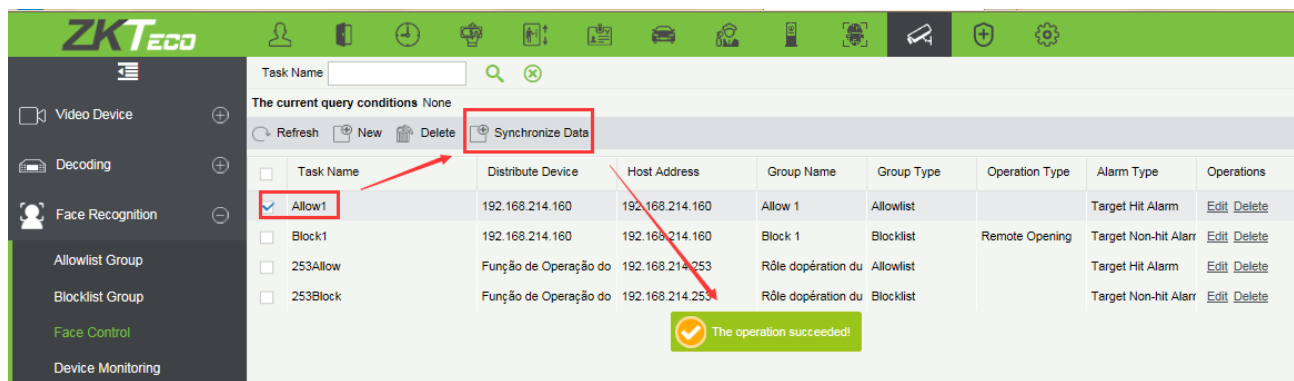 ZKTeco
Task Name
The current query conditions None
Refresh New Delete Synchronize Data
Video Device
Decoding
Face Recognition
Allowlist Group
Blocklist Group
Face Control
Device Monitoring
Task Name Distribute Device Host Address Group Name Group Type Operation Type Alarm Type Operations
Allow1 192.168.214.160 192.168.214.160 Allow 1 Allowlist Target Hit Alarm Edit Delete
Block1 192.168.214.160 192.168.214.160 Block 1 Blocklist Remote Opening Target Non-hit Alarr Edit Delete
253Allow Função de Operação do 192.168.214.253 Rôle dopération du Allowlist Target Hit Alarm Edit Delete
253Block Função de Operação do 192.168.214.253 Rôle dopération du Blocklist Target Non-hit Alarr Edit Delete
The operation succeeded!